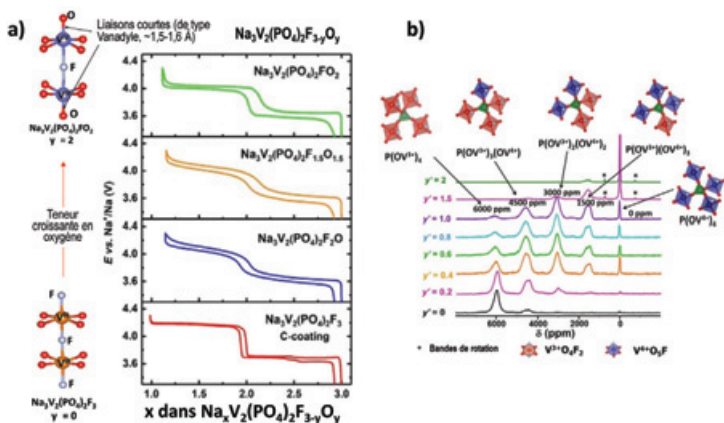 a)
O
Liaisons courtes (de type
Vanadyle, ~1,5-1,6 Å)
F
O
Na₃V₂(PO₄)₂FO₂
y = 2
Teneur
croissante en
oxygène
F
F
F
Na₃V₂(PO₄)₂F₃
y = 0
Na₃V₂(PO₄)₂F₃₋yOy
Na₃V₂(PO₄)₂FO₂
Na₃V₂(PO₄)₂F₁.₅O₁.₅
Na₃V₂(PO₄)₂F₂O
Na₃V₂(PO₄)₂F₃
C-coating
E vs. Na⁺/Na (V)
4.4
4.0
3.6
4.4
4.0
3.6
4.4
4.0
3.6
4.4
4.0
3.6
1.0 1.5 2.0 2.5 3.0
x dans NaₓV₂(PO₄)₂F₃₋yOy
b)
P(OV³⁺)₄
P(OV³⁺)₃(OV⁴⁺)
P(OV³⁺)₂(OV⁴⁺)₂
P(OV³⁺)(OV⁴⁺)₃
P(OV⁴⁺)₄
6000 ppm
4500 ppm
3000 ppm
1500 ppm
0 ppm
y' = 2
y' = 1.5
y' = 1.0
y' = 0.8
y' = 0.6
y' = 0.4
y' = 0.2
y' = 0
* *
* *
6000 4000 2000 0
δ (ppm)
* Bandes de rotation
V³⁺O₄F₂
V⁴⁺O₅F